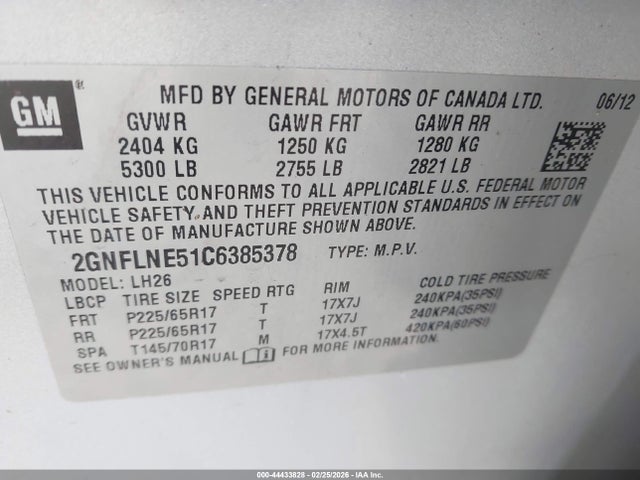 GM ®
MFD BY GENERAL MOTORS OF CANADA LTD. 06/12
GVWR GAWR FRT GAWR RR
2404 KG 1250 KG 1280 KG
5300 LB 2755 LB 2821 LB
THIS VEHICLE CONFORMS TO ALL APPLICABLE U.S. FEDERAL MOTOR
VEHICLE SAFETY, AND THEFT PREVENTION STANDARDS IN EFFECT ON
THE DATE OF MANUFACTURE SHOWN ABOVE.
2GNFLNE51C6385378 TYPE: M.P.V.
MODEL: LH26
LBCP TIRE SIZE SPEED RTG RIM COLD TIRE PRESSURE
FRT P225/65R17 T 17X7J 240KPA(35PSI)
RR P225/65R17 T 17X7J 240KPA(35PSI)
SPA T145/70R17 M 17X4.5T 420KPA(60PSI)
SEE OWNER'S MANUAL FOR MORE INFORMATION.
000-44433828 - 02/25/2026 - IAA Inc.